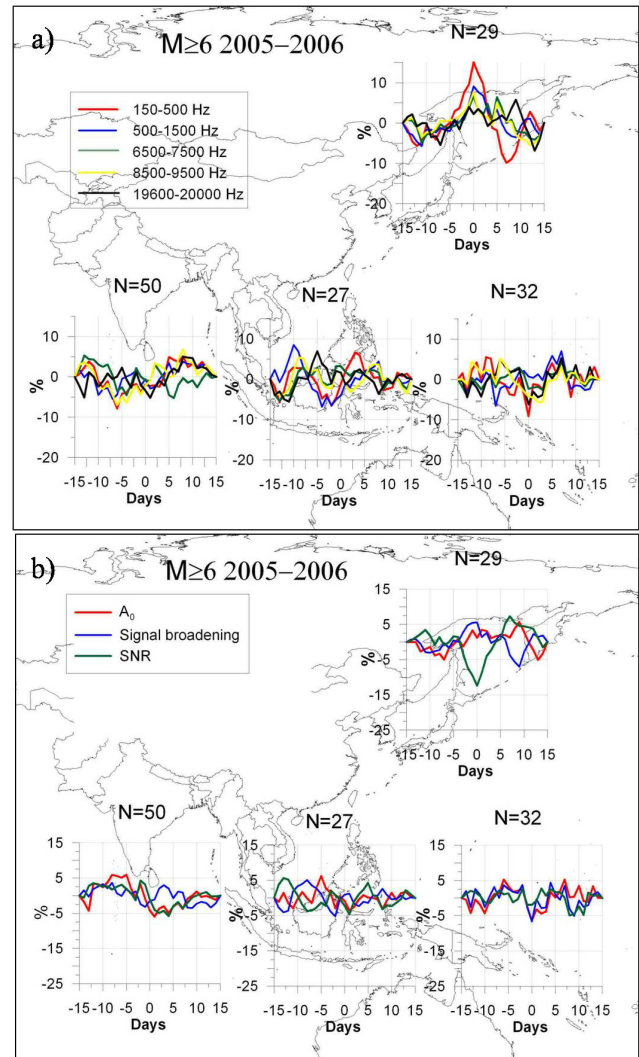 a)
M≥6 2005–2006
N=29
150-500 Hz
500-1500 Hz
6500-7500 Hz
8500-9500 Hz
19600-20000 Hz
10
0
-10
-20
%
-15 -10 -5 0 5 10 15
Days
N=50
N=27
N=32
10
0
-10
-20
%
-15 -10 -5 0 5 10 15
Days
10
0
-10
-20
%
-15 -10 -5 0 5 10 15
Days
10
0
-10
-20
%
-15 -10 -5 0 5 10 15
Days
b)
M≥6 2005–2006
N=29
A₀
Signal broadening
SNR
15
5
-5
-15
-25
%
-15 -10 -5 0 5 10 15
Days
N=50
N=27
N=32
15
5
-5
-15
-25
%
-15 -10 -5 0 5 10 15
Days
15
5
-5
-15
-25
%
-15 -10 -5 0 5 10 15
Days
15
5
-5
-15
-25
%
-15 -10 -5 0 5 10 15
Days